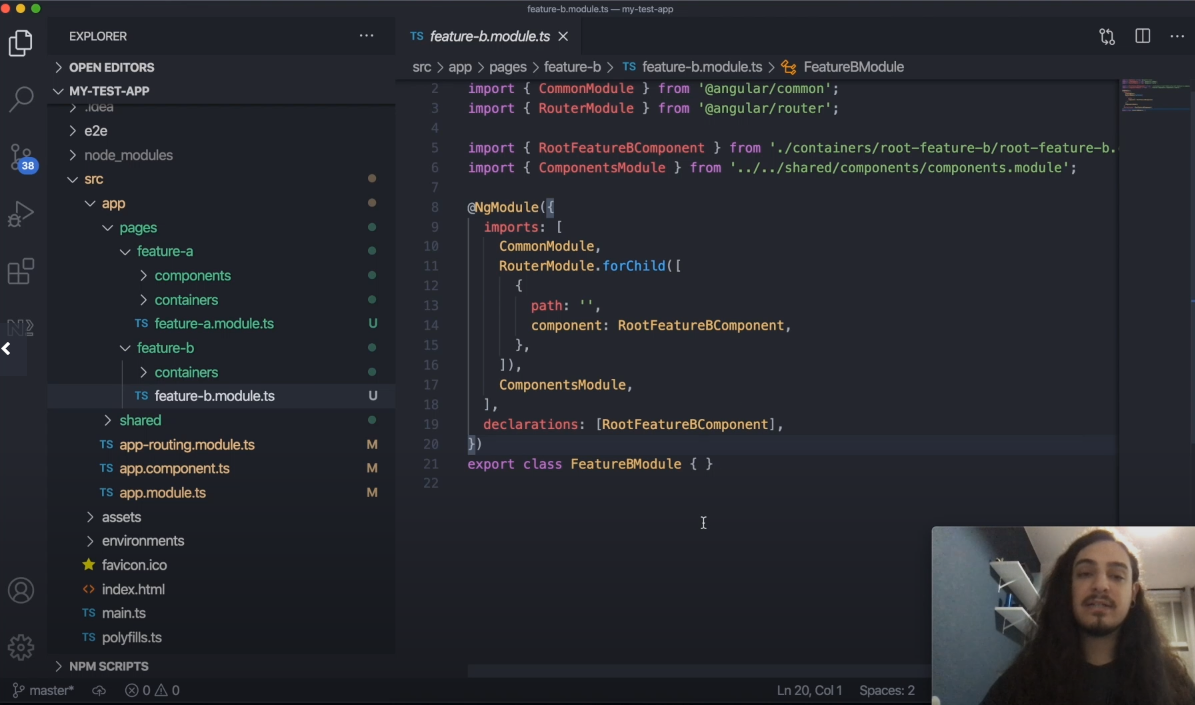 feature-b.module.ts — my-test-app
EXPLORER
OPEN EDITORS
MY-TEST-APP
.idea
e2e
node_modules
src
app
pages
feature-a
components
containers
TS feature-a.module.ts U
feature-b
containers
TS feature-b.module.ts U
shared
TS app-routing.module.ts M
TS app.component.ts M
TS app.module.ts M
assets
environments
favicon.ico
<> index.html
TS main.ts
TS polyfills.ts
NPM SCRIPTS
38
TS feature-b.module.ts
src > app > pages > feature-b > TS feature-b.module.ts > FeatureBModule
2 import { CommonModule } from '@angular/common';
3 import { RouterModule } from '@angular/router';
4
5 import { RootFeatureBComponent } from './containers/root-feature-b/root-feature-b.
6 import { ComponentsModule } from '../../shared/components/components.module';
7
8 @NgModule({
9 imports: [
10 CommonModule,
11 RouterModule.forChild([
12 {
13 path: '',
14 component: RootFeatureBComponent,
15 },
16 ]),
17 ComponentsModule,
18 ],
19 declarations: [RootFeatureBComponent],
20 })
21 export class FeatureBModule { }
22
master* 0 0
Ln 20, Col 1 Spaces: 2